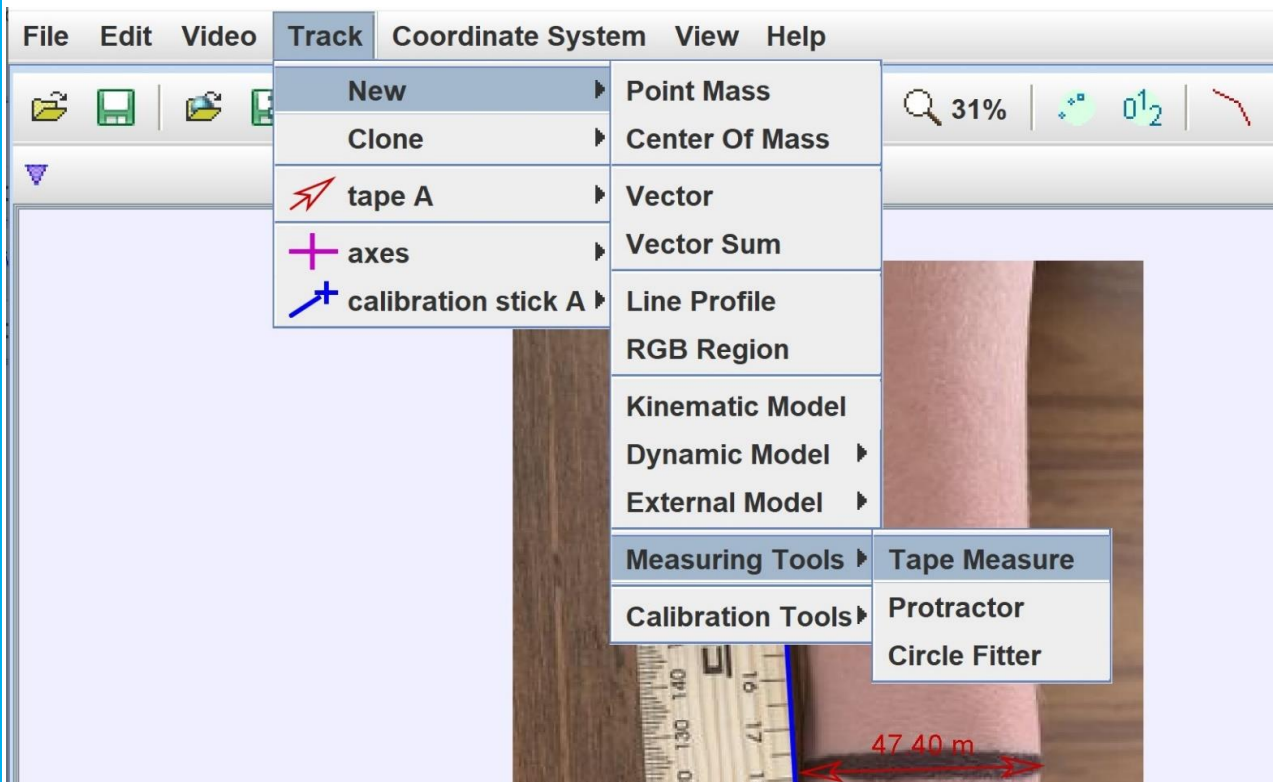 File Edit Video Track Coordinate System View Help
31%
New
Clone
tape A
axes
calibration stick A
Point Mass
Center Of Mass
Vector
Vector Sum
Line Profile
RGB Region
Kinematic Model
Dynamic Model
External Model
Measuring Tools
Calibration Tools
Tape Measure
Protractor
Circle Fitter
140
16
130
17
47.40 m